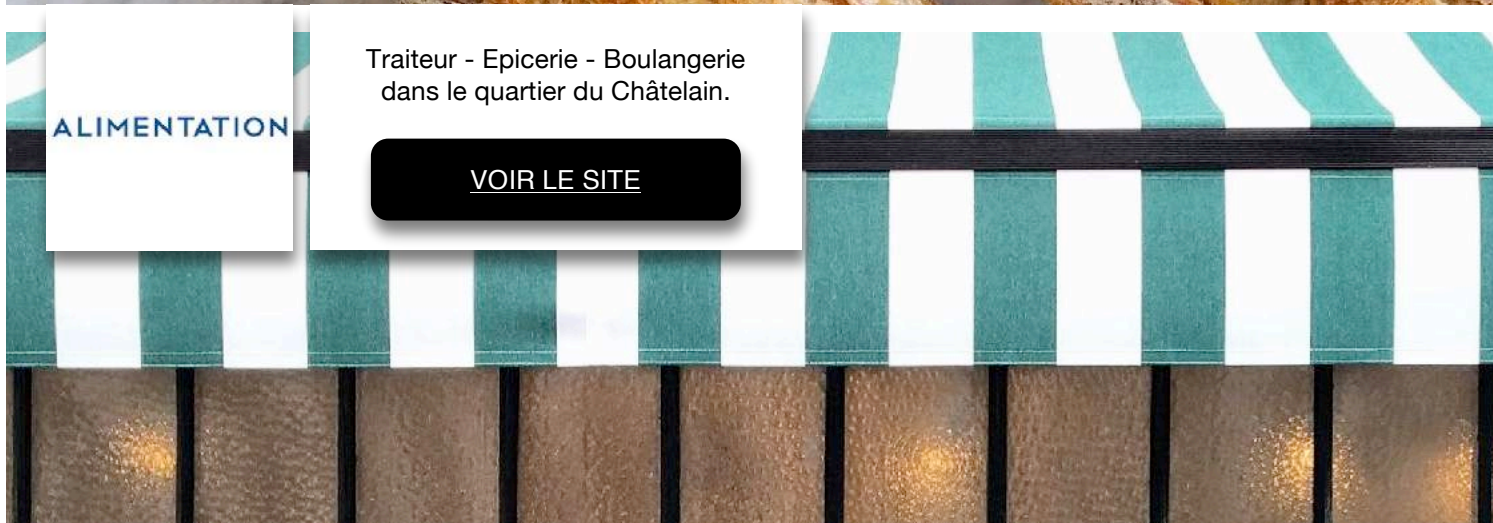 ALIMENTATION
Traiteur - Epicerie - Boulangerie
dans le quartier du Châtelain.
VOIR LE SITE